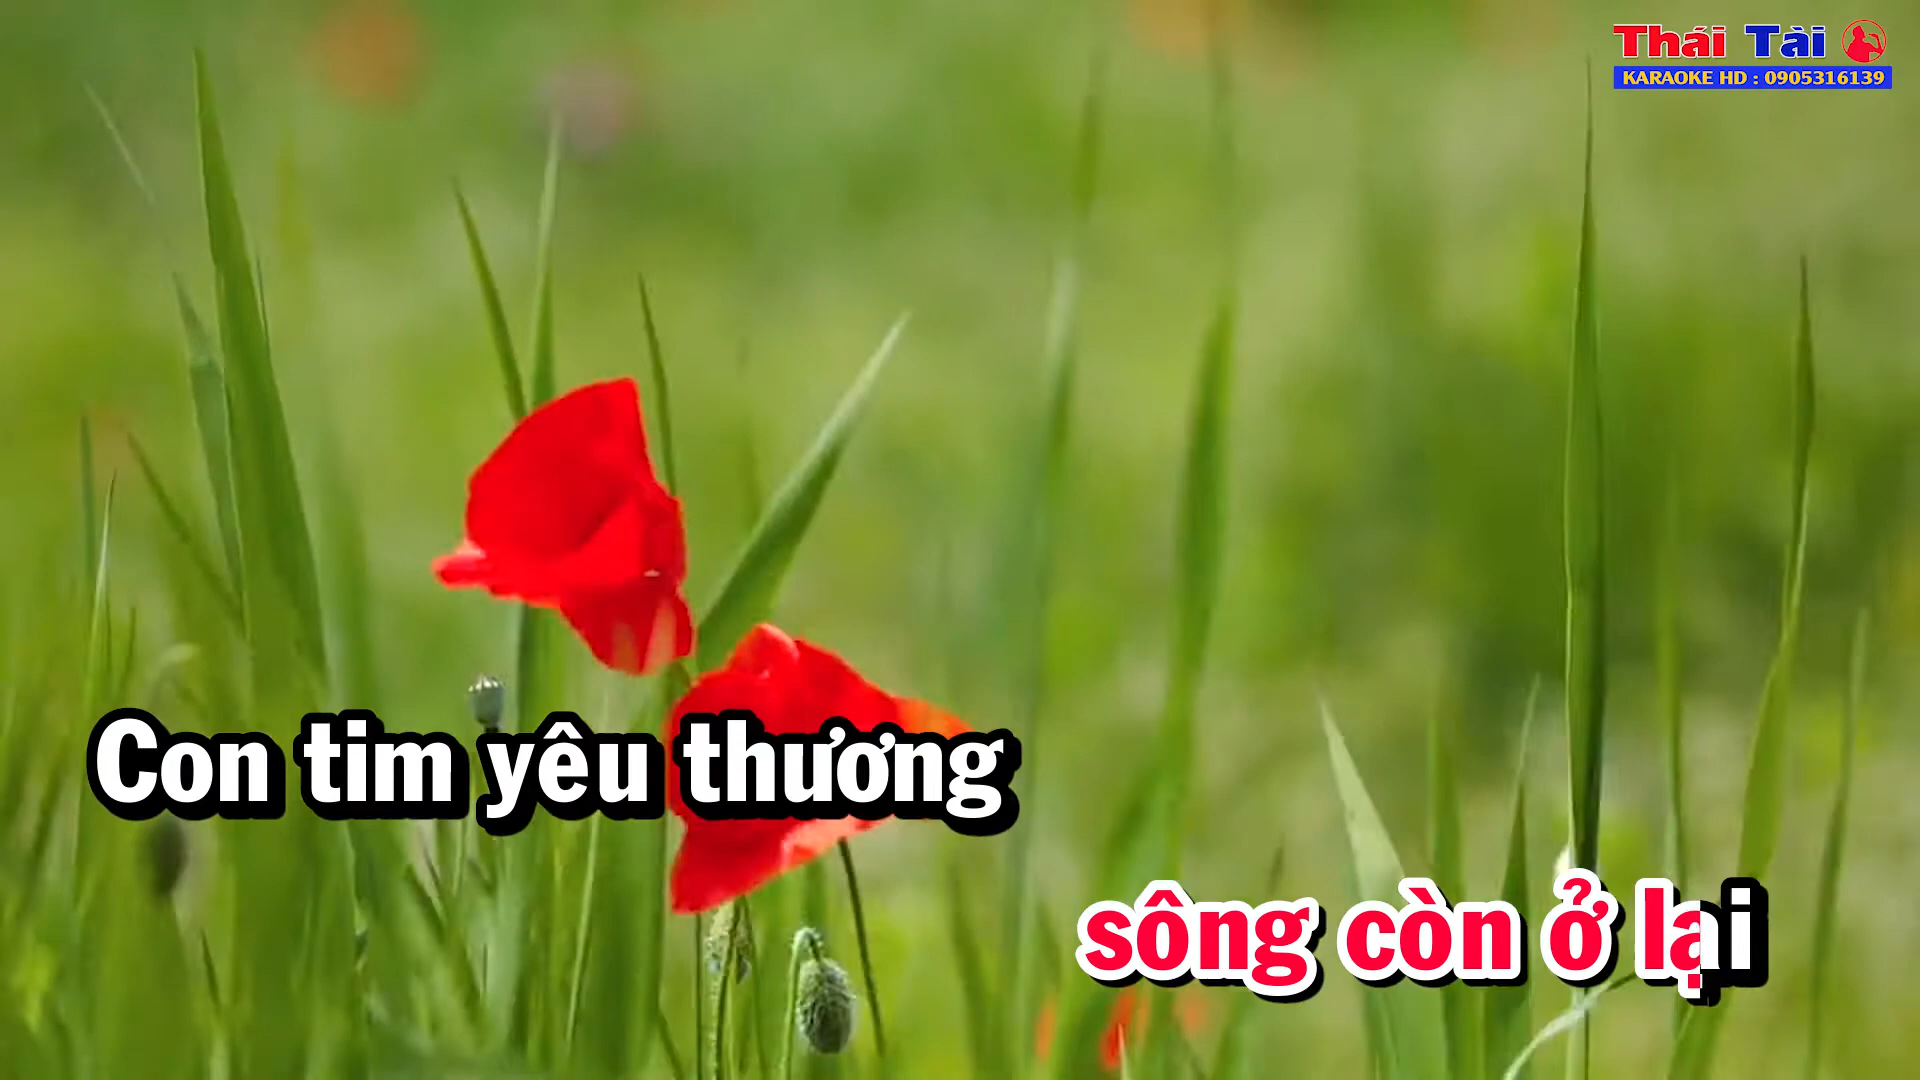 Thái Tài
KARAOKE HD : 0905316139
Con tim yêu thương
sông còn ở lại